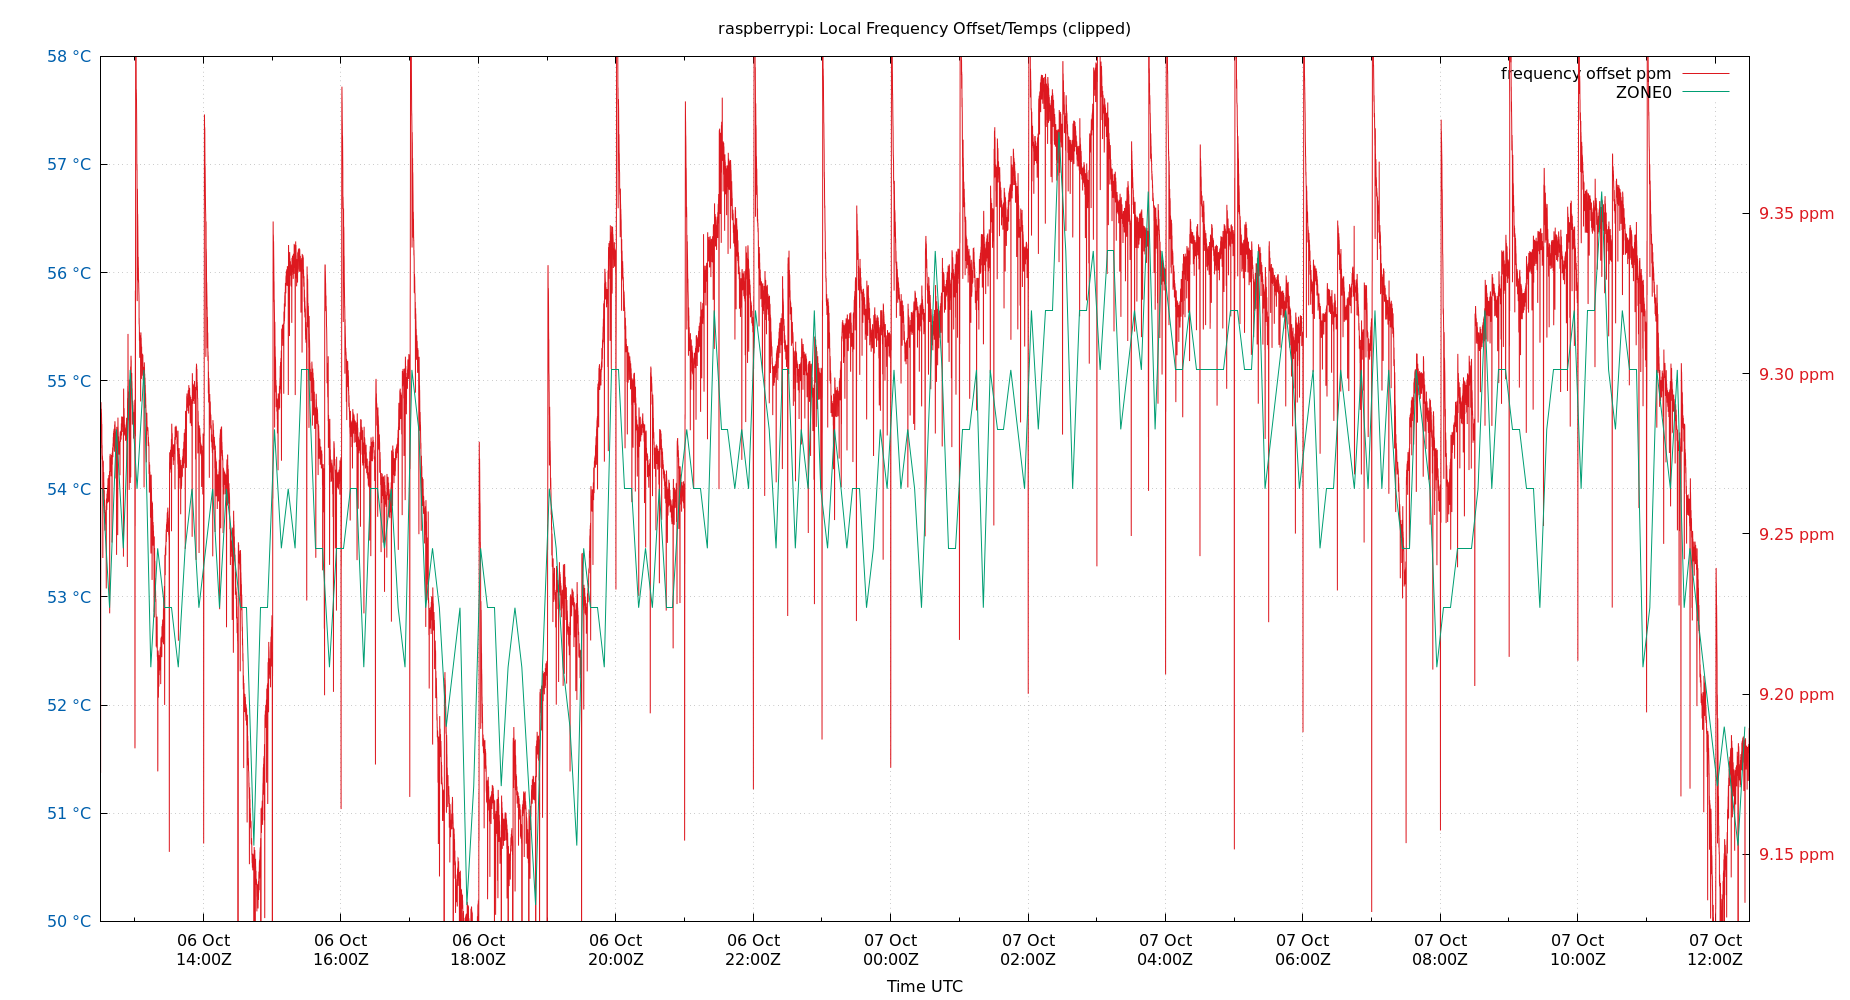 raspberrypi: Local Frequency Offset/Temps (clipped)
58 °C
57 °C
56 °C
55 °C
54 °C
53 °C
52 °C
51 °C
50 °C
frequency offset ppm
ZONE0
9.35 ppm
9.30 ppm
9.25 ppm
9.20 ppm
9.15 ppm
06 Oct 06 Oct 06 Oct 06 Oct 06 Oct 07 Oct 07 Oct 07 Oct 07 Oct 07 Oct 07 Oct 07 Oct
14:00Z 16:00Z 18:00Z 20:00Z 22:00Z 00:00Z 02:00Z 04:00Z 06:00Z 08:00Z 10:00Z 12:00Z
Time UTC